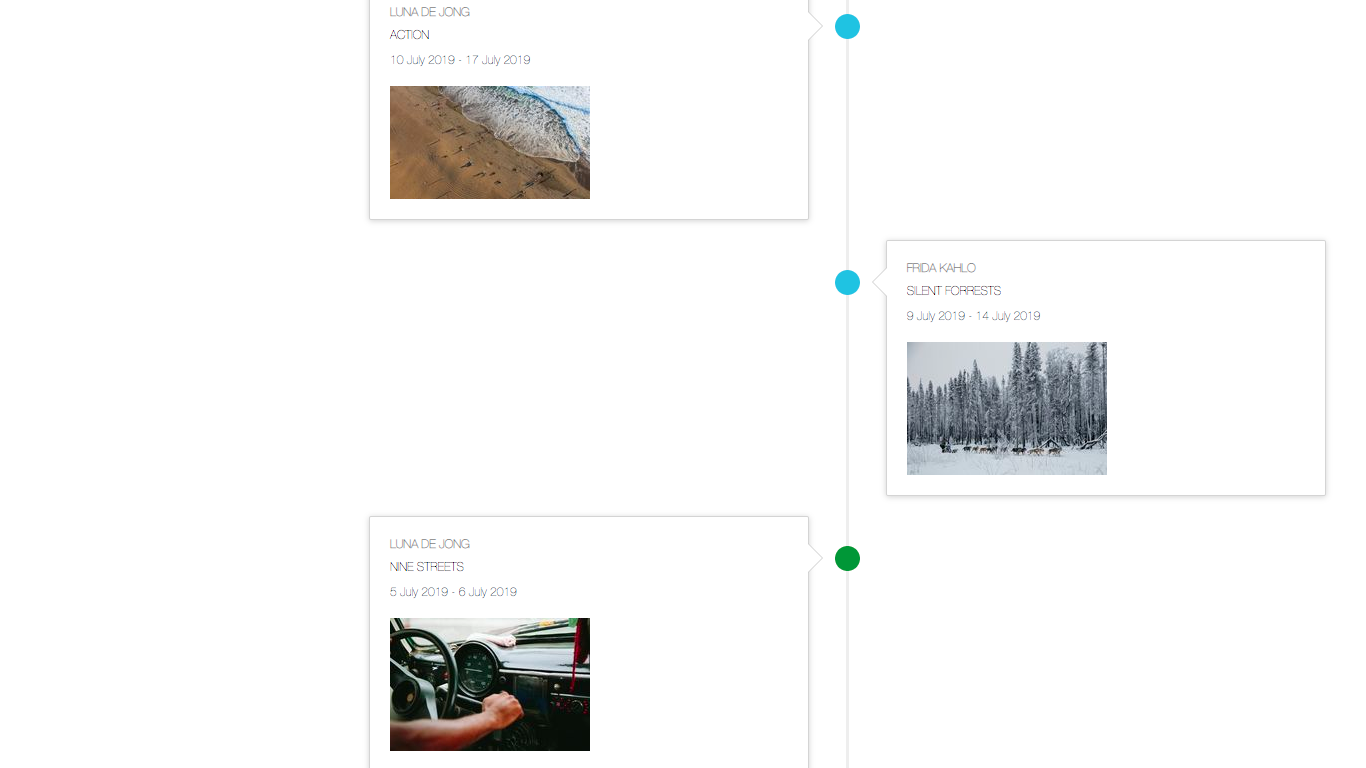 LUNA DE JONG
ACTION
10 July 2019 - 17 July 2019
FRIDA KAHLO
SILENT FORRESTS
9 July 2019 - 14 July 2019
LUNA DE JONG
NINE STREETS
5 July 2019 - 6 July 2019